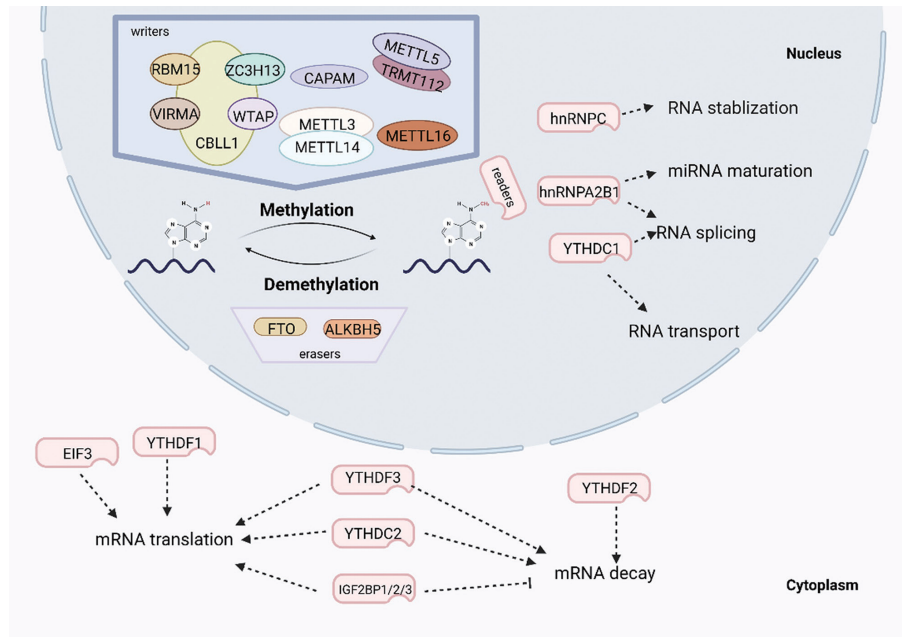 writers
Nucleus
METTL5
TRMT112
RBM15
ZC3H13
CAPAM
VIRMA
WTAP
CBLL1
METTL3
METTL14
METTL16
hnRNPC
RNA stablization
readers
hnRNPA2B1
miRNA maturation
YTHDC1
RNA splicing
RNA transport
H
H
N
N
N
N
N
Methylation
H
CH₃
N
N
N
N
N
Demethylation
FTO
ALKBH5
erasers
EIF3
YTHDF1
YTHDF3
YTHDF2
mRNA translation
YTHDC2
mRNA decay
IGF2BP1/2/3
Cytoplasm